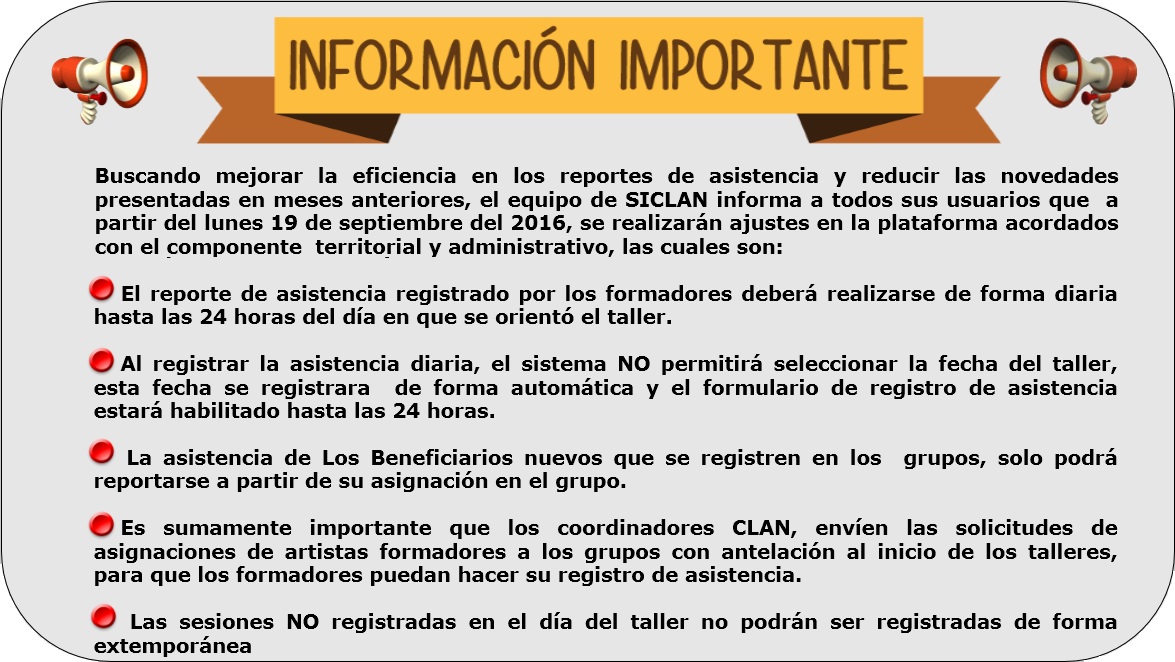 INFORMACIÓN IMPORTANTE
Buscando mejorar la eficiencia en los reportes de asistencia y reducir las novedades
presentadas en meses anteriores, el equipo de SICLAN informa a todos sus usuarios que a
partir del lunes 19 de septiembre del 2016, se realizarán ajustes en la plataforma acordados
con el componente territorial y administrativo, las cuales son:
El reporte de asistencia registrado por los formadores deberá realizarse de forma diaria
hasta las 24 horas del día en que se orientó el taller.
Al registrar la asistencia diaria, el sistema NO permitirá seleccionar la fecha del taller,
esta fecha se registrara de forma automática y el formulario de registro de asistencia
estará habilitado hasta las 24 horas.
La asistencia de Los Beneficiarios nuevos que se registren en los grupos, solo podrá
reportarse a partir de su asignación en el grupo.
Es sumamente importante que los coordinadores CLAN, envíen las solicitudes de
asignaciones de artistas formadores a los grupos con antelación al inicio de los talleres,
para que los formadores puedan hacer su registro de asistencia.
Las sesiones NO registradas en el día del taller no podrán ser registradas de forma
extemporánea